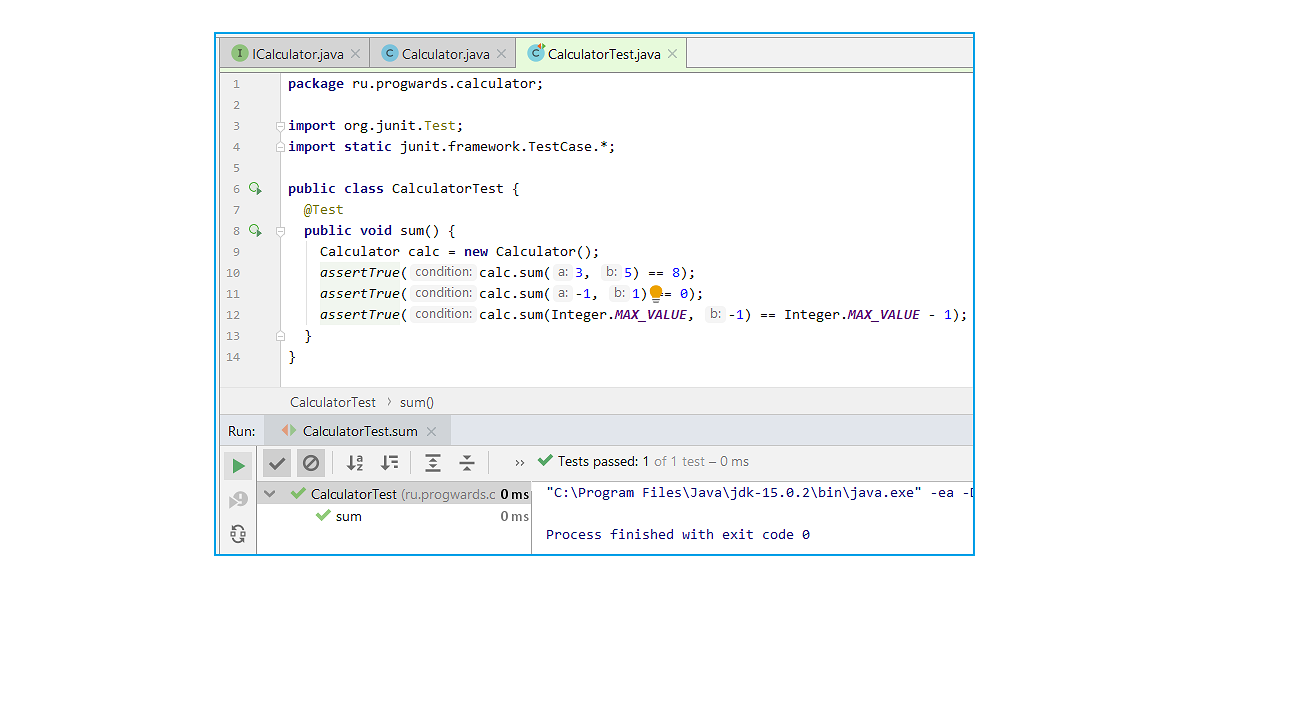 ICalculator.java Calculator.java CalculatorTest.java
1 package ru.progwards.calculator;
2
3 import org.junit.Test;
4 import static junit.framework.TestCase.*;
5
6 public class CalculatorTest {
7 @Test
8 public void sum() {
9 Calculator calc = new Calculator();
10 assertTrue( condition: calc.sum( a: 3, b: 5) == 8);
11 assertTrue( condition: calc.sum( a: -1, b: 1) = 0);
12 assertTrue( condition: calc.sum(Integer.MAX_VALUE, b: -1) == Integer.MAX_VALUE - 1);
13 }
14 }
CalculatorTest › sum()
Run: CalculatorTest.sum
» Tests passed: 1 of 1 test – 0 ms
CalculatorTest (ru.progwards.c 0 ms
sum 0 ms
"C:\Program Files\Java\jdk-15.0.2\bin\java.exe" -ea -D
Process finished with exit code 0